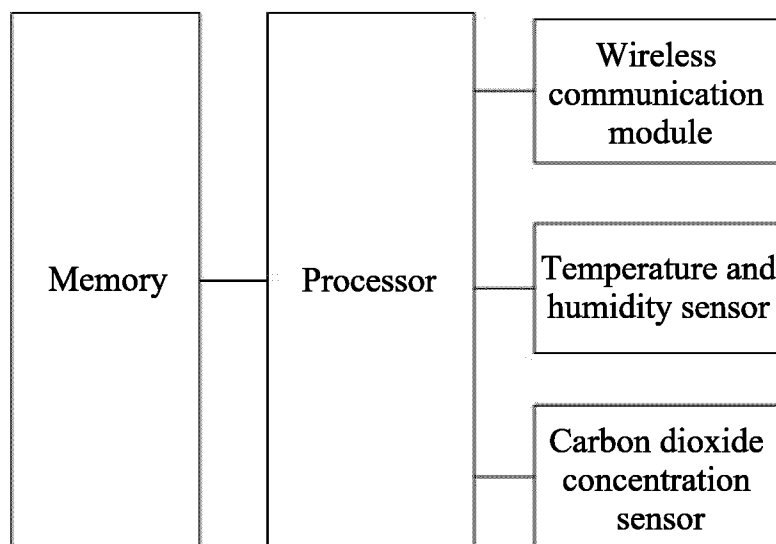 Memory
Processor
Wireless
communication
module
Temperature and
humidity sensor
Carbon dioxide
concentration
sensor